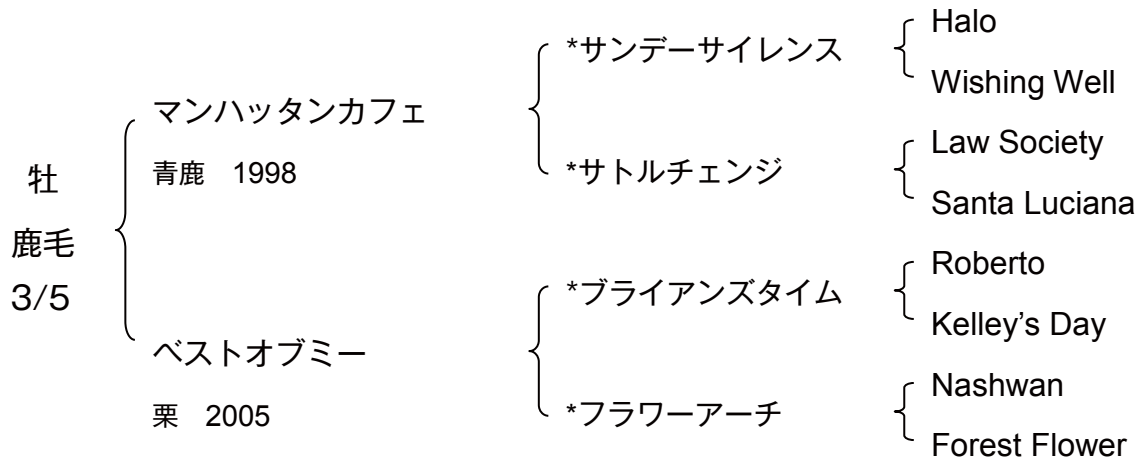 牡
鹿毛
3/5
マンハッタンカフェ
青鹿 1998
*サンデーサイレンス
Halo
Wishing Well
*サトルチェンジ
Law Society
Santa Luciana
ベストオブミー
栗 2005
*ブライアンズタイム
Roberto
Kelley’s Day
*フラワーアーチ
Nashwan
Forest Flower